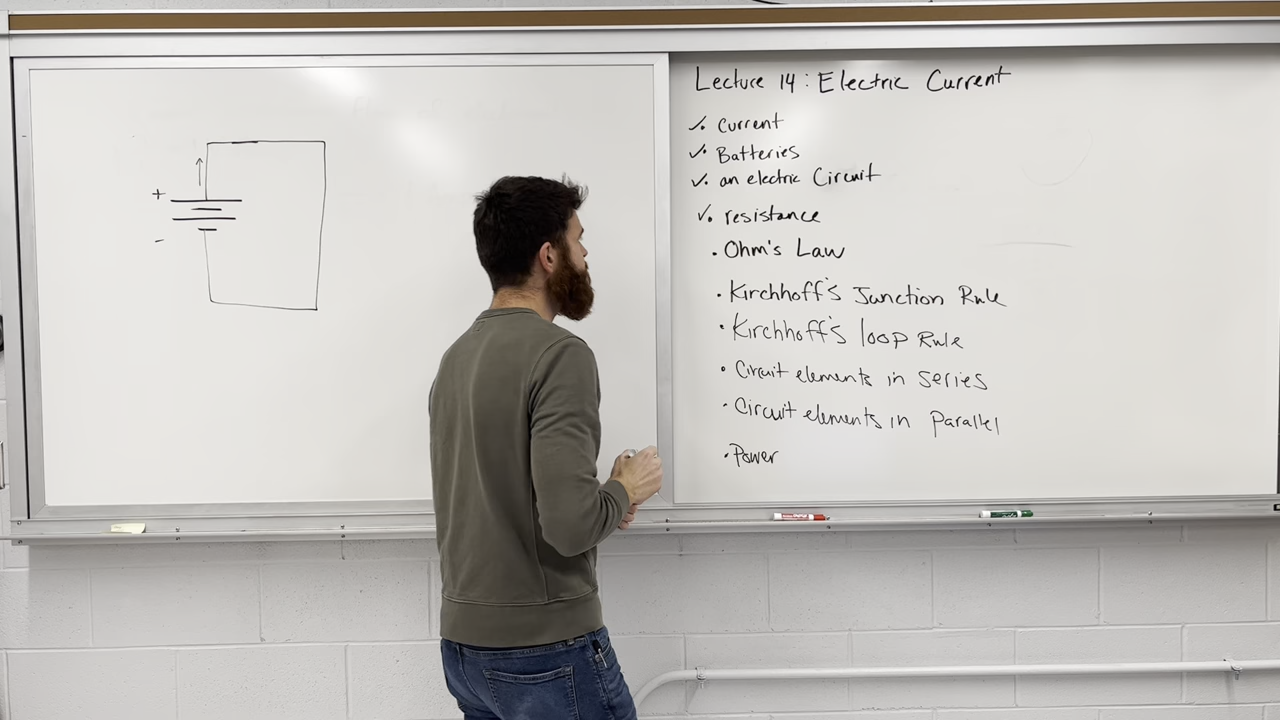 +
-
Lecture 14: Electric Current
✓• Current
✓• Batteries
✓• an electric Circuit
✓• resistance
• Ohm's Law
• Kirchhoff's Junction Rule
• Kirchhoff's loop Rule
• Circuit elements in series
• Circuit elements in Parallel
• Power